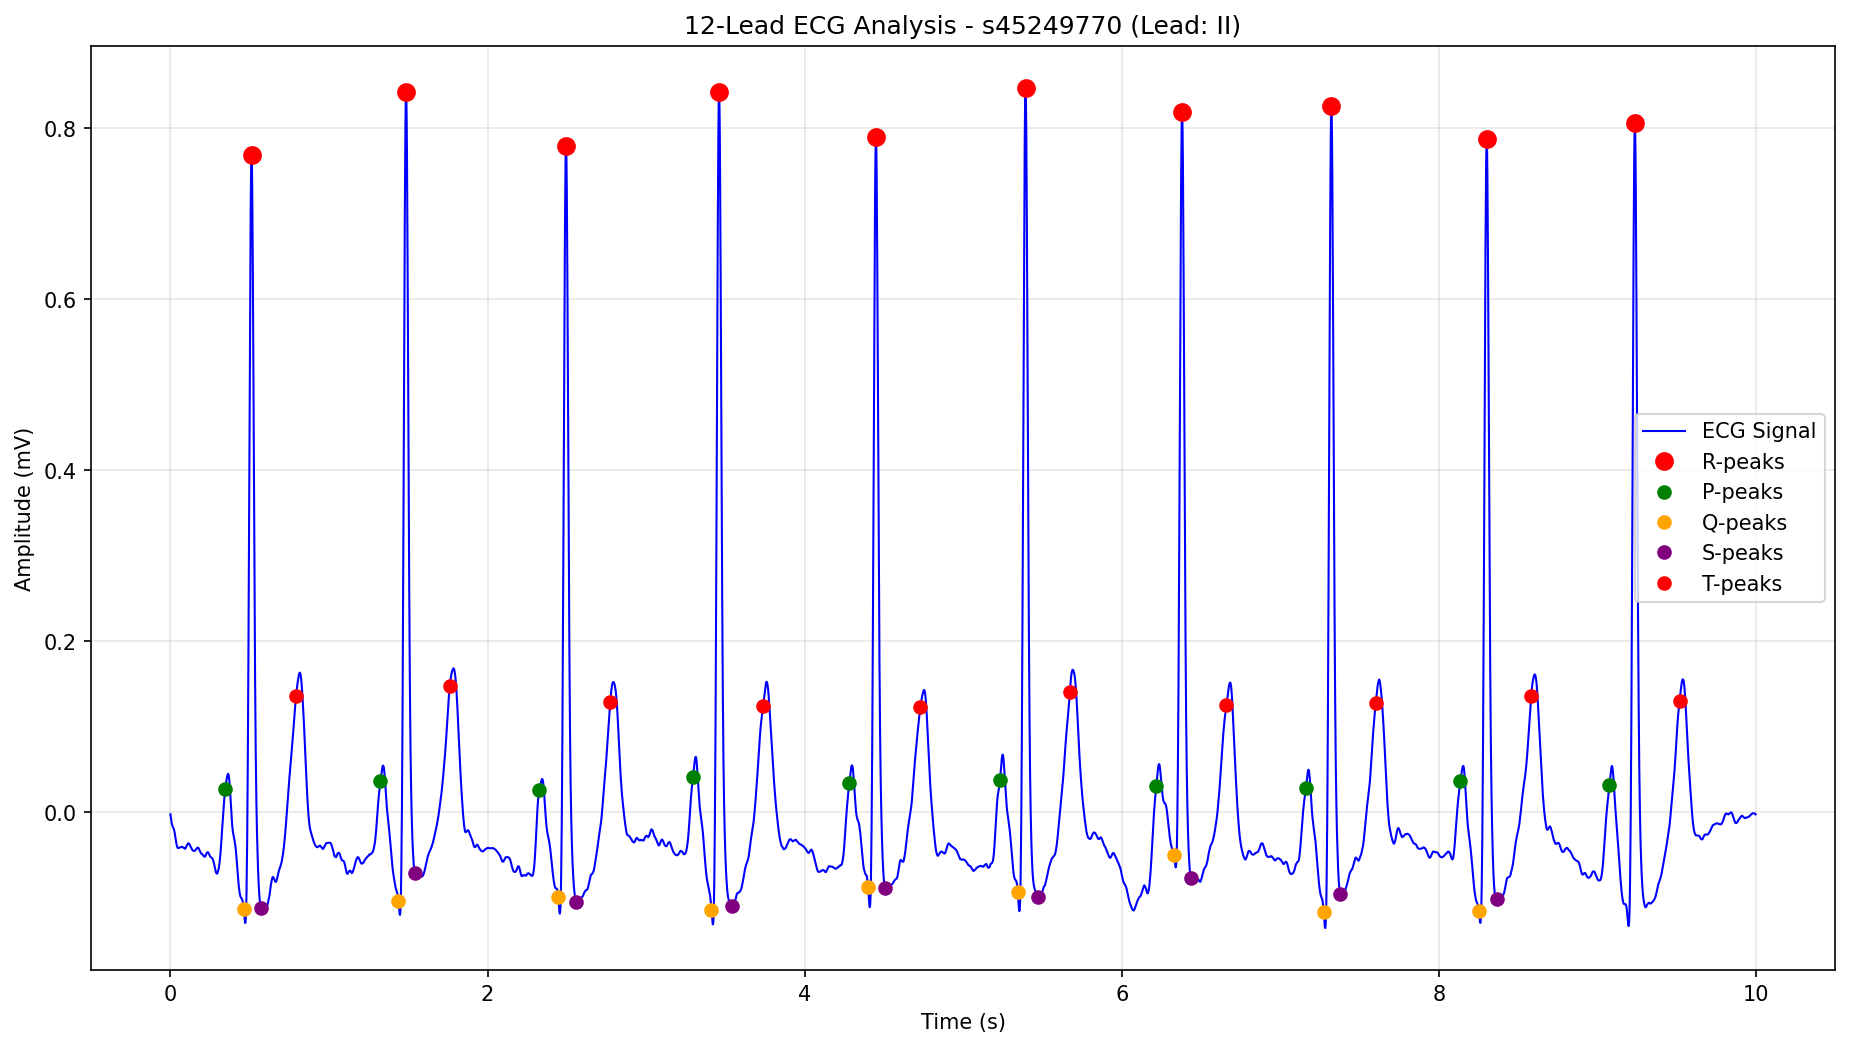 12-Lead ECG Analysis - s45249770 (Lead: II)
Amplitude (mV)
0.8
0.6
0.4
0.2
0.0
ECG Signal
R-peaks
P-peaks
Q-peaks
S-peaks
T-peaks
0 2 4 6 8 10
Time (s)